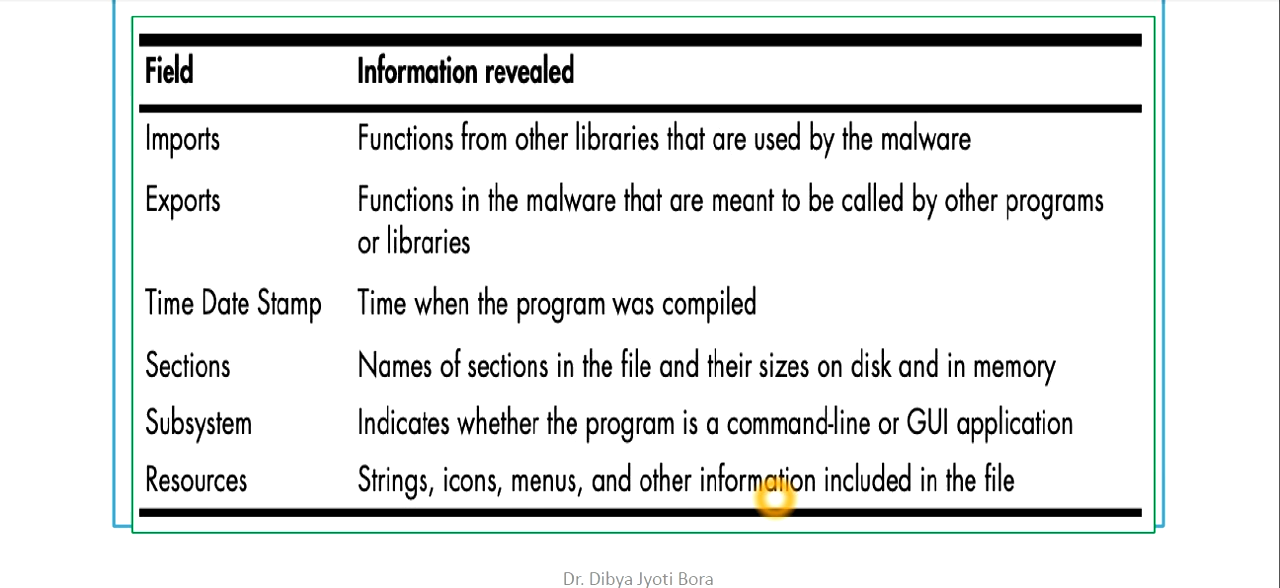 Field Information revealed
Imports Functions from other libraries that are used by the malware
Exports Functions in the malware that are meant to be called by other programs
or libraries
Time Date Stamp Time when the program was compiled
Sections Names of sections in the file and their sizes on disk and in memory
Subsystem Indicates whether the program is a command-line or GUI application
Resources Strings, icons, menus, and other information included in the file
Dr. Dibya Jyoti Bora